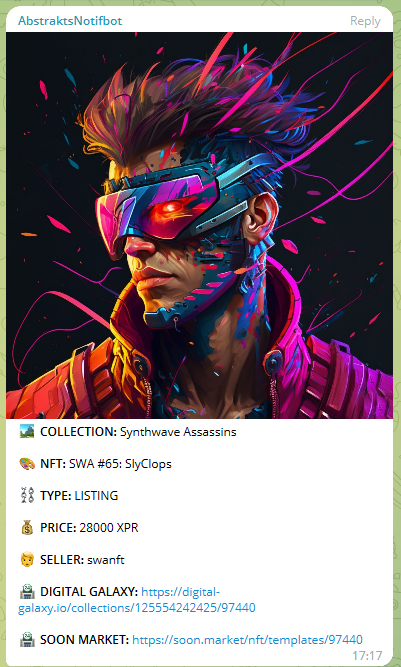 AbstraktsNotifbot Reply
COLLECTION: Synthwave Assassins
NFT: SWA #65: SlyClops
TYPE: LISTING
PRICE: 28000 XPR
SELLER: swanft
DIGITAL GALAXY: https://digital-
galaxy.io/collections/125554242425/97440
SOON MARKET: https://soon.market/nft/templates/97440
17:17